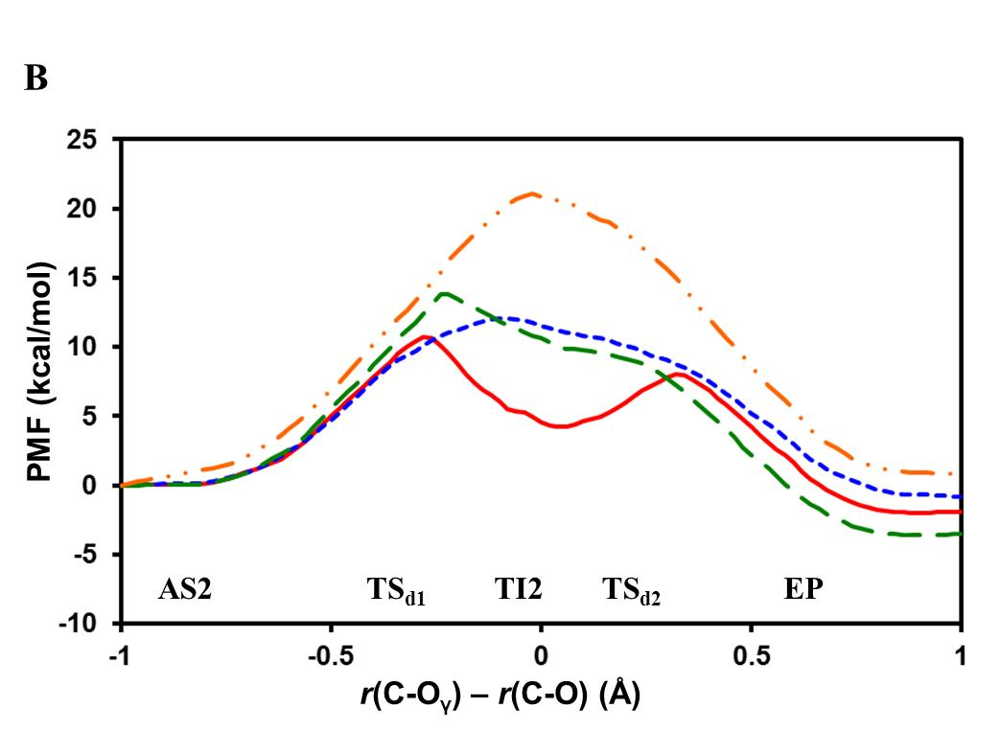 B
PMF (kcal/mol)
25
20
15
10
5
0
-5
-10
AS2 TSd1 TI2 TSd2 EP
-1 -0.5 0 0.5 1
r(C-Oγ) – r(C-O) (Å)